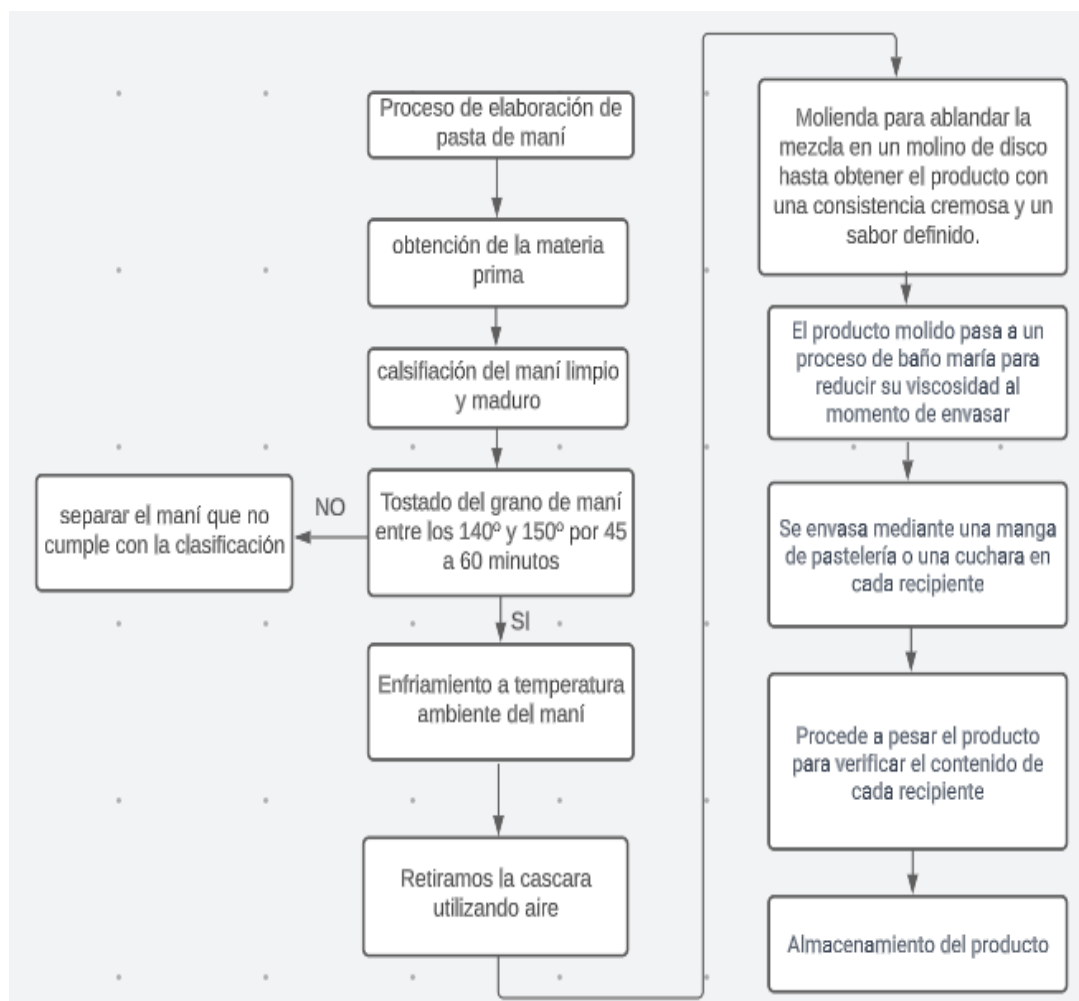 Proceso de elaboración de
pasta de maní
obtención de la materia
prima
calsifiación del maní limpio
y maduro
Tostado del grano de maní
entre los 140º y 150º por 45
a 60 minutos
NO
separar el maní que no
cumple con la clasificación
SI
Enfriamiento a temperatura
ambiente del maní
Retiramos la cascara
utilizando aire
Molienda para ablandar la
mezcla en un molino de disco
hasta obtener el producto con
una consistencia cremosa y un
sabor definido.
El producto molido pasa a un
proceso de baño maría para
reducir su viscosidad al
momento de envasar
Se envasa mediante una manga
de pastelería o una cuchara en
cada recipiente
Procede a pesar el producto
para verificar el contenido de
cada recipiente
Almacenamiento del producto